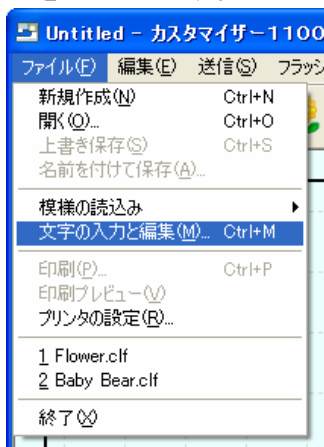 Untitled - カスタマイザー1100
ファイル(F) 編集(E) 送信(S) フラッシ
新規作成(N) Ctrl+N
開く(O)... Ctrl+O
上書き保存(S) Ctrl+S
名前を付けて保存(A)...
模様の読込み
文字の入力と編集(M)... Ctrl+M
印刷(P)... Ctrl+P
印刷プレビュー(V)
プリンタの設定(R)...
1 Flower.clf
2 Baby Bear.clf
終了(X)